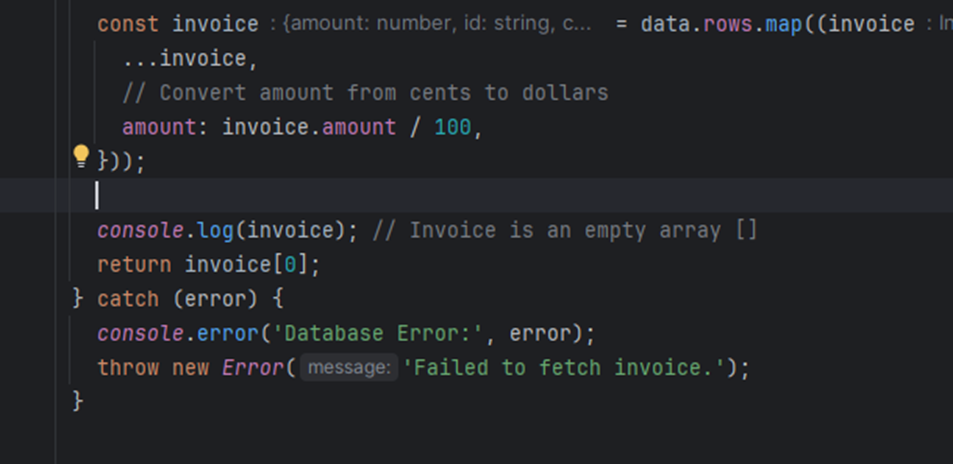 const invoice : {amount: number, id: string, c... = data.rows.map((invoice : In
...invoice,
// Convert amount from cents to dollars
amount: invoice.amount / 100,
}));
console.log(invoice); // Invoice is an empty array []
return invoice[0];
} catch (error) {
console.error('Database Error:', error);
throw new Error( message: 'Failed to fetch invoice.');
}